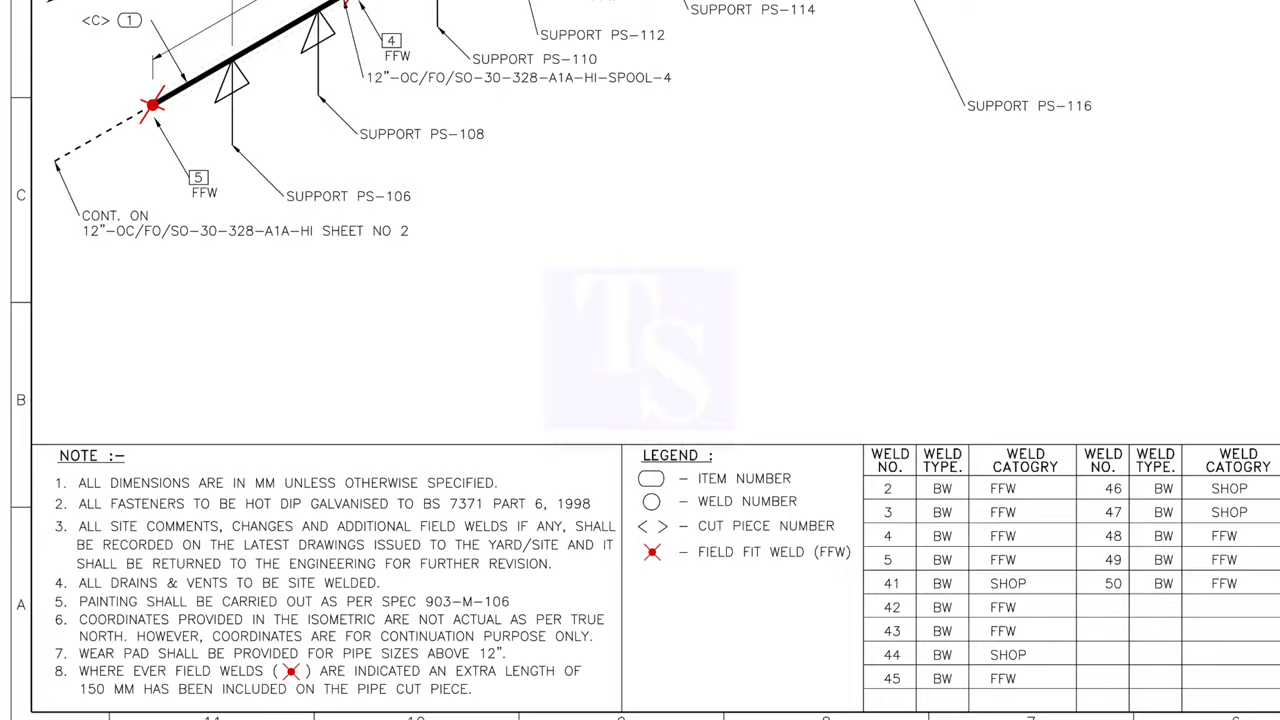 <C> 1
SUPPORT PS-114
4
FFW
SUPPORT PS-112
SUPPORT PS-110
12"-OC/FO/SO-30-328-A1A-HI-SPOOL-4
SUPPORT PS-116
SUPPORT PS-108
5
FFW
SUPPORT PS-106
C
CONT. ON
12"-OC/FO/SO-30-328-A1A-HI SHEET NO 2
TS
B
NOTE :-
1. ALL DIMENSIONS ARE IN MM UNLESS OTHERWISE SPECIFIED.
2. ALL FASTENERS TO BE HOT DIP GALVANISED TO BS 7371 PART 6, 1998
3. ALL SITE COMMENTS, CHANGES AND ADDITIONAL FIELD WELDS IF ANY, SHALL
BE RECORDED ON THE LATEST DRAWINGS ISSUED TO THE YARD/SITE AND IT
SHALL BE RETURNED TO THE ENGINEERING FOR FURTHER REVISION.
4. ALL DRAINS & VENTS TO BE SITE WELDED.
5. PAINTING SHALL BE CARRIED OUT AS PER SPEC 903-M-106
6. COORDINATES PROVIDED IN THE ISOMETRIC ARE NOT ACTUAL AS PER TRUE
NORTH. HOWEVER, COORDINATES ARE FOR CONTINUATION PURPOSE ONLY.
7. WEAR PAD SHALL BE PROVIDED FOR PIPE SIZES ABOVE 12".
8. WHERE EVER FIELD WELDS ( ) ARE INDICATED AN EXTRA LENGTH OF
150 MM HAS BEEN INCLUDED ON THE PIPE CUT PIECE.
A
LEGEND :
- ITEM NUMBER
- WELD NUMBER
< > - CUT PIECE NUMBER
- FIELD FIT WELD (FFW)
WELD NO. WELD TYPE. WELD CATOGRY WELD NO. WELD TYPE. WELD CATOGRY
2 BW FFW 46 BW SHOP
3 BW FFW 47 BW SHOP
4 BW FFW 48 BW FFW
5 BW FFW 49 BW FFW
41 BW SHOP 50 BW FFW
42 BW FFW
43 BW FFW
44 BW SHOP
45 BW FFW